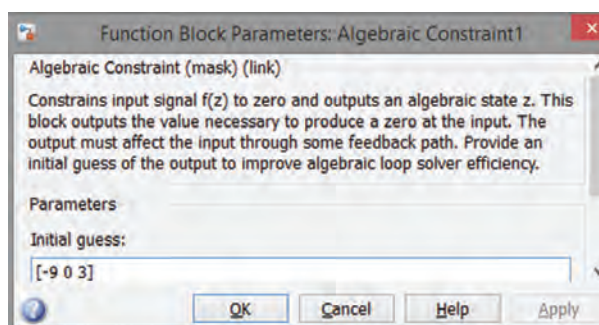 Function Block Parameters: Algebraic Constraint1
Algebraic Constraint (mask) (link)
Constrains input signal f(z) to zero and outputs an algebraic state z. This
block outputs the value necessary to produce a zero at the input. The
output must affect the input through some feedback path. Provide an
initial guess of the output to improve algebraic loop solver efficiency.
Parameters
Initial guess:
[-9 0 3]
OK Cancel Help Apply